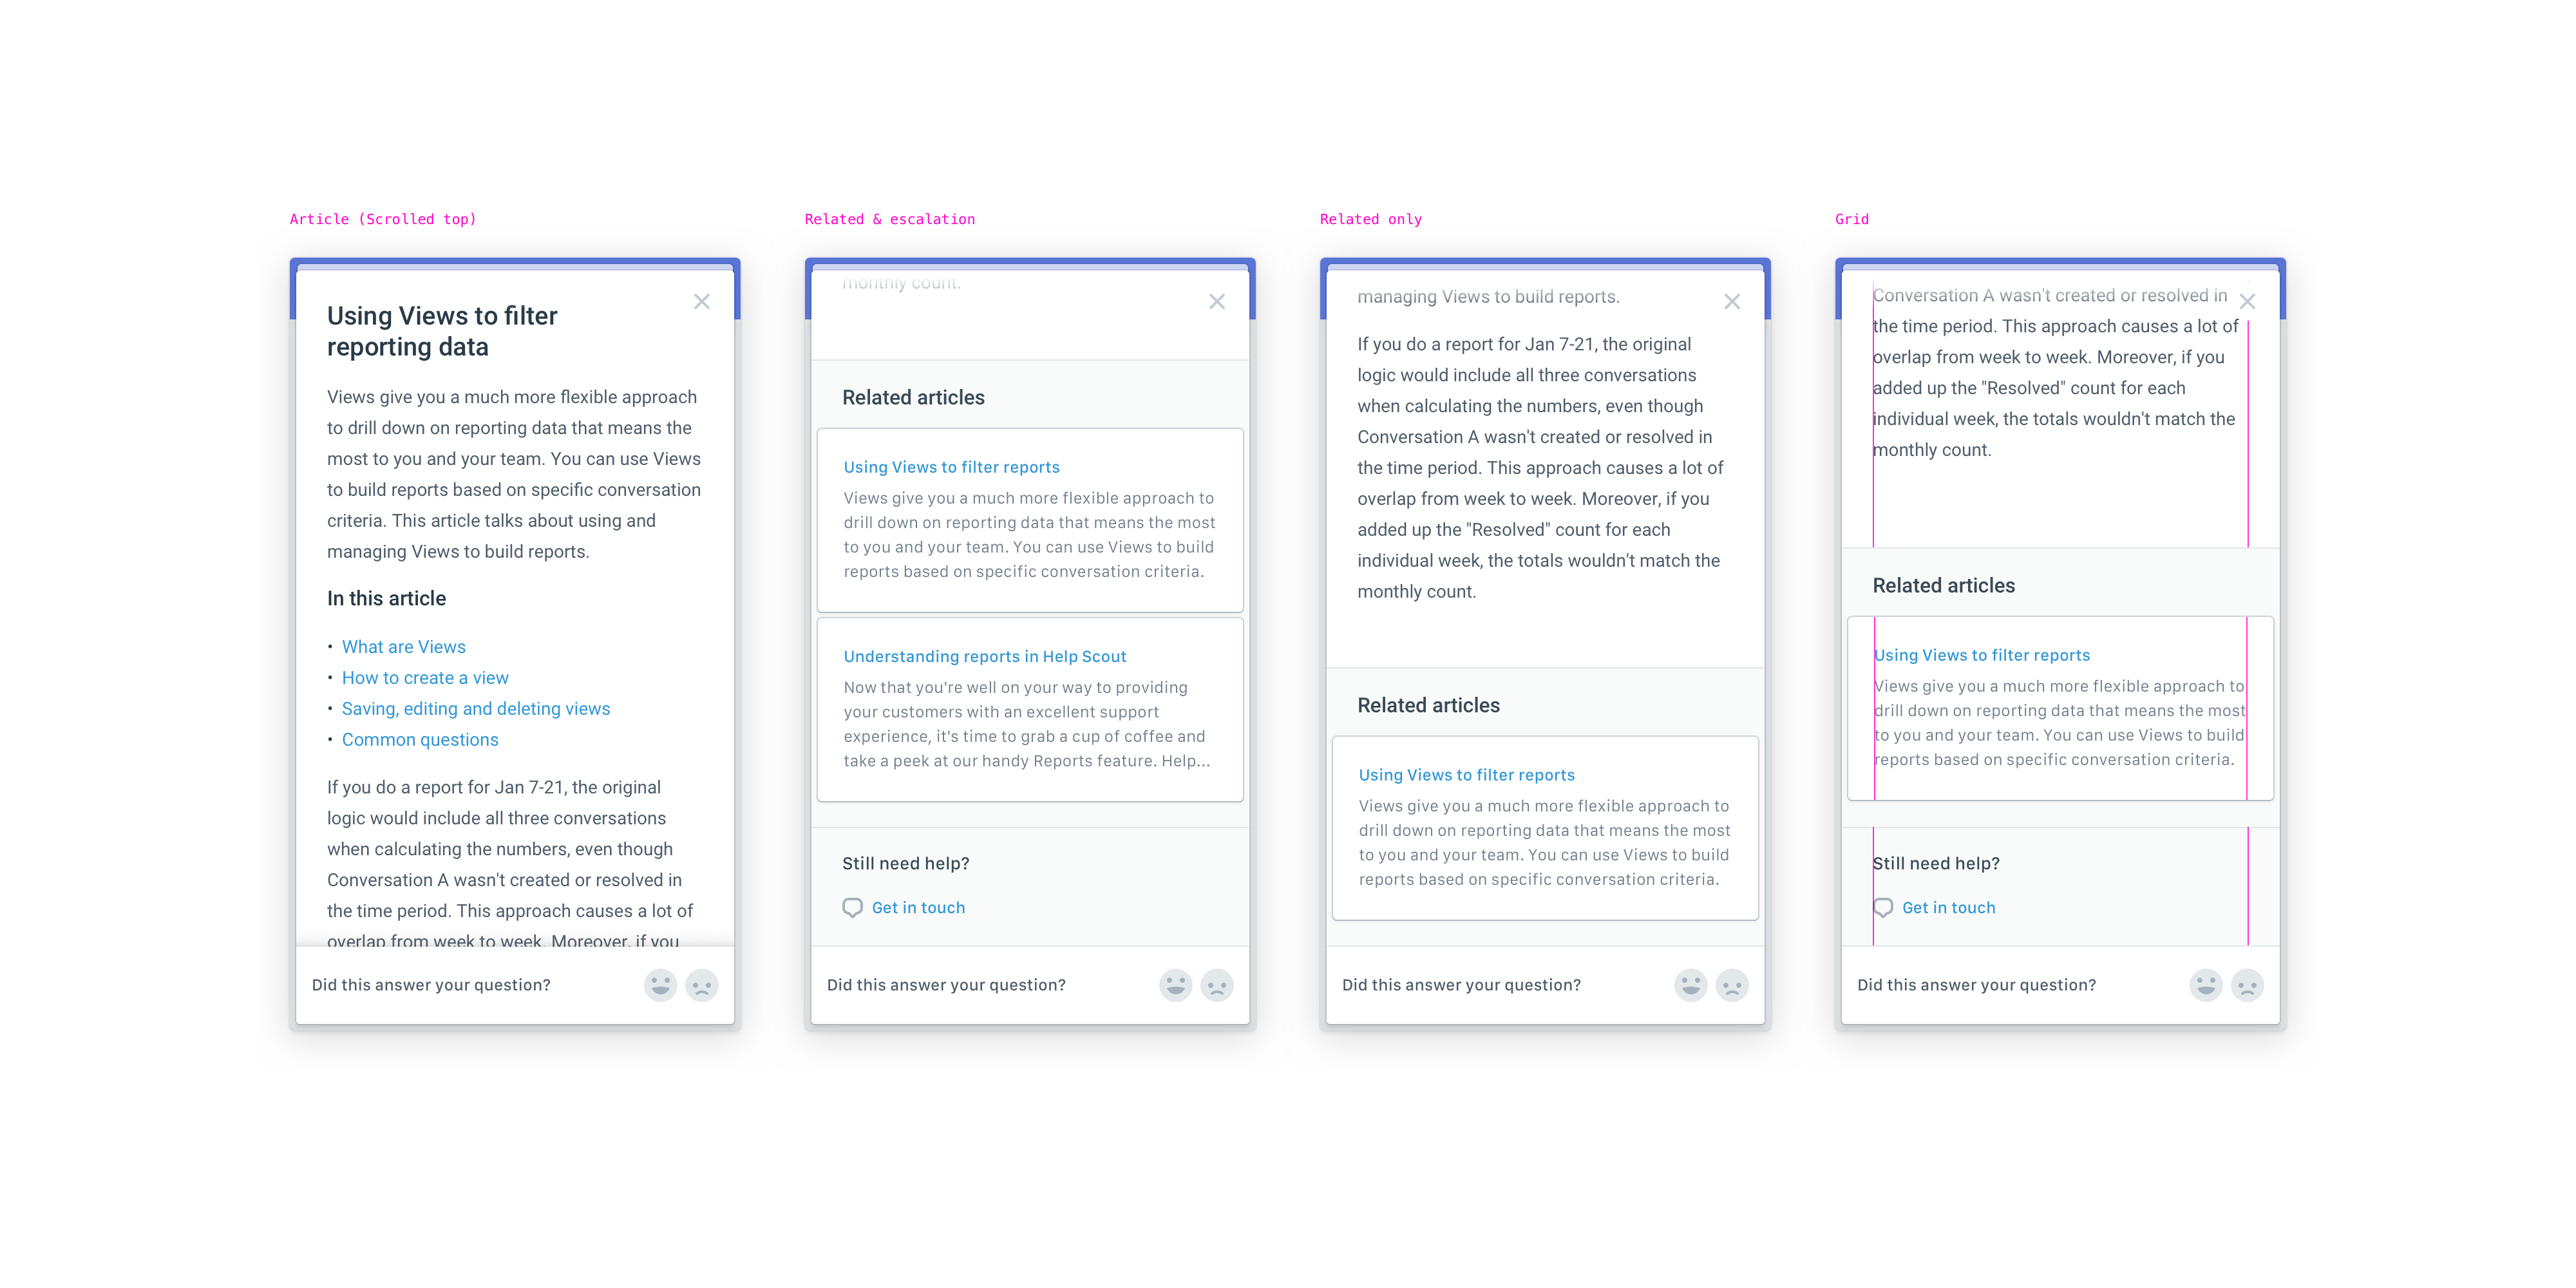 Article (Scrolled top)
Using Views to filter
reporting data
Views give you a much more flexible approach
to drill down on reporting data that means the
most to you and your team. You can use Views
to build reports based on specific conversation
criteria. This article talks about using and
managing Views to build reports.
In this article
• What are Views
• How to create a view
• Saving, editing and deleting views
• Common questions
If you do a report for Jan 7-21, the original
logic would include all three conversations
when calculating the numbers, even though
Conversation A wasn't created or resolved in
the time period. This approach causes a lot of
overlap from week to week. Moreover, if you
Did this answer your question?
Related & escalation
monthly count.
Related articles
Using Views to filter reports
Views give you a much more flexible approach to
drill down on reporting data that means the most
to you and your team. You can use Views to build
reports based on specific conversation criteria.
Understanding reports in Help Scout
Now that you're well on your way to providing
your customers with an excellent support
experience, it's time to grab a cup of coffee and
take a peek at our handy Reports feature. Help...
Still need help?
Get in touch
Did this answer your question?
Related only
managing Views to build reports.
If you do a report for Jan 7-21, the original
logic would include all three conversations
when calculating the numbers, even though
Conversation A wasn't created or resolved in
the time period. This approach causes a lot of
overlap from week to week. Moreover, if you
added up the "Resolved" count for each
individual week, the totals wouldn't match the
monthly count.
Related articles
Using Views to filter reports
Views give you a much more flexible approach to
drill down on reporting data that means the most
to you and your team. You can use Views to build
reports based on specific conversation criteria.
Did this answer your question?
Grid
Conversation A wasn't created or resolved in
the time period. This approach causes a lot of
overlap from week to week. Moreover, if you
added up the "Resolved" count for each
individual week, the totals wouldn't match the
monthly count.
Related articles
Using Views to filter reports
Views give you a much more flexible approach to
drill down on reporting data that means the most
to you and your team. You can use Views to build
reports based on specific conversation criteria.
Still need help?
Get in touch
Did this answer your question?